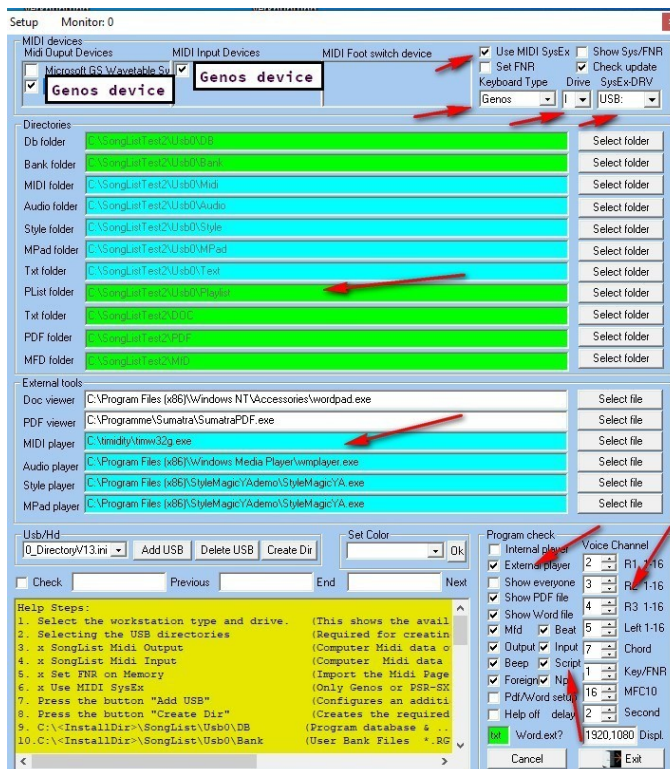 Setup Monitor: 0
MIDI devices
Midi Ouput Devices MIDI Input Devices MIDI Foot switch device
Microsoft GS Wavetable Sy
Genos device
Genos device
Use MIDI SysEx Show Sys/FNR
Set FNR Check update
Keyboard Type Drive SysEx-DRV
Genos I USB:
Directories
Db folder C:\SongListTest2\Usb0\DB Select folder
Bank folder C:\SongListTest2\Usb0\Bank Select folder
MIDI folder C:\SongListTest2\Usb0\Midi Select folder
Audio folder C:\SongListTest2\Usb0\Audio Select folder
Style folder C:\SongListTest2\Usb0\Style Select folder
MPad folder C:\SongListTest2\Usb0\MPad Select folder
Txt folder C:\SongListTest2\Usb0\Text Select folder
PList folder C:\SongListTest2\Usb0\Playlist Select folder
Txt folder C:\SongListTest2\DOC Select folder
PDF folder C:\SongListTest2\PDF Select folder
MFD folder C:\SongListTest2\MID Select folder
External tools
Doc viewer C:\Program Files (x86)\Windows NT\Accessories\wordpad.exe Select file
PDF viewer C:\Programme\Sumatra\SumatraPDF.exe Select file
MIDI player C:\timidity\timw32g.exe Select file
Audio player C:\Program Files (x86)\Windows Media Player\wmplayer.exe Select file
Style player C:\Program Files (x86)\StyleMagicYAdemo\StyleMagicYA.exe Select file
MPad player C:\Program Files (x86)\StyleMagicYAdemo\StyleMagicYA.exe Select file
Usb/Hd Set Color
0_DirectoryV13.ini Add USB Delete USB Create Dir Ok
Check Previous End Next
Help Steps:
1. Select the workstation type and drive. (This shows the avail
2. Selecting the USB directories (Required for creatin
3. x SongList Midi Output (Computer Midi data o
4. x SongList Midi Input (Computer Midi data
5. x Set FNR on Memory (Import the Midi Page
6. x Use MIDI SysEx (Only Genos or PSR-SX
7. Press the button "Add USB" (Configures an additi
8. Press the button "Create Dir" (Creates the required
9. C:\<InstallDir>\SongList\Usb0\DB (Program database & ..
10.C:\<InstallDir>\SongList\Usb0\Bank (User Bank Files *.RG
Program check
Internal player Voice Channel
External player 2 R1 1-16
Show everyone 3 R2 1-16
Show PDF file 4 R3 1-16
Show Word file
Mfd Beat 5 Left 1-16
Output Input 7 Chord
Beep Script 1 Key/FNR
Foreign
Pdf/Word setup 16 MFC10
Help off delay 2 Second
txt Word.ext? 1920,1080 Displ.
Cancel Exit